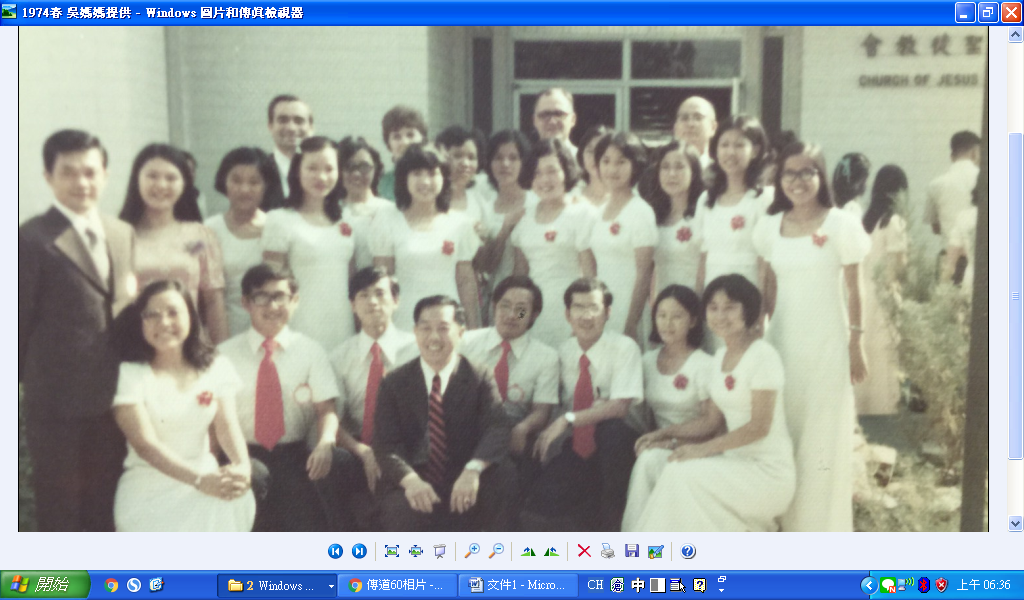 1974春 吳媽媽提供 - Windows 圖片和傳真檢視器
會教徒聖
CHURCH OF JESUS
開始
2 Windows ...
傳道60相片 -...
文件1 - Micro...
CH
中
上午 06:36